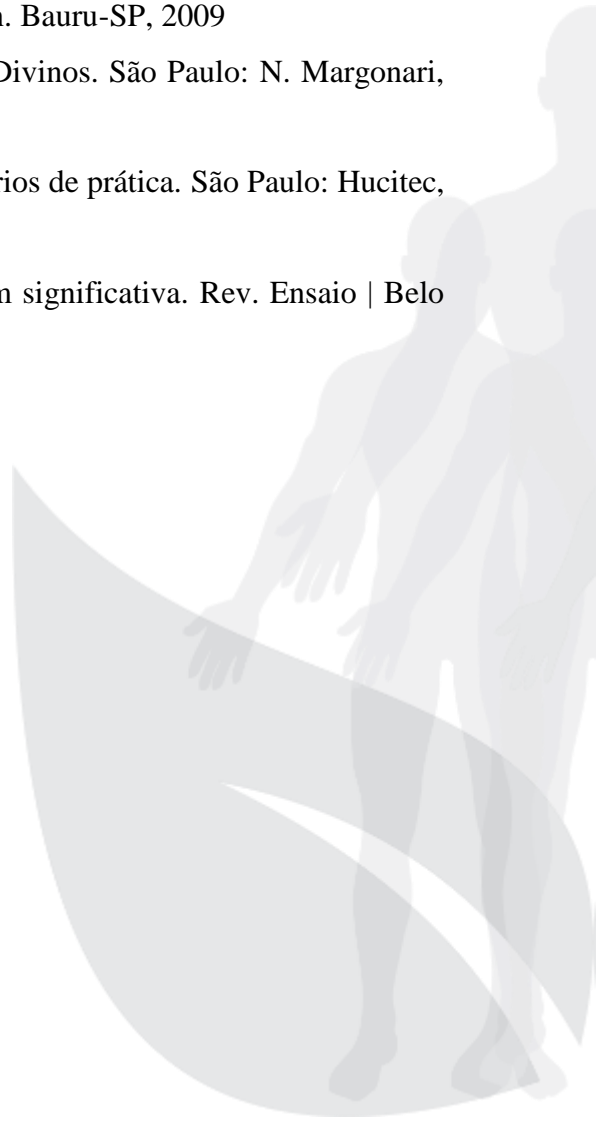 n. Bauru-SP, 2009
Divinos. São Paulo: N. Margonari,
rios de prática. São Paulo: Hucitec,
m significativa. Rev. Ensaio | Belo